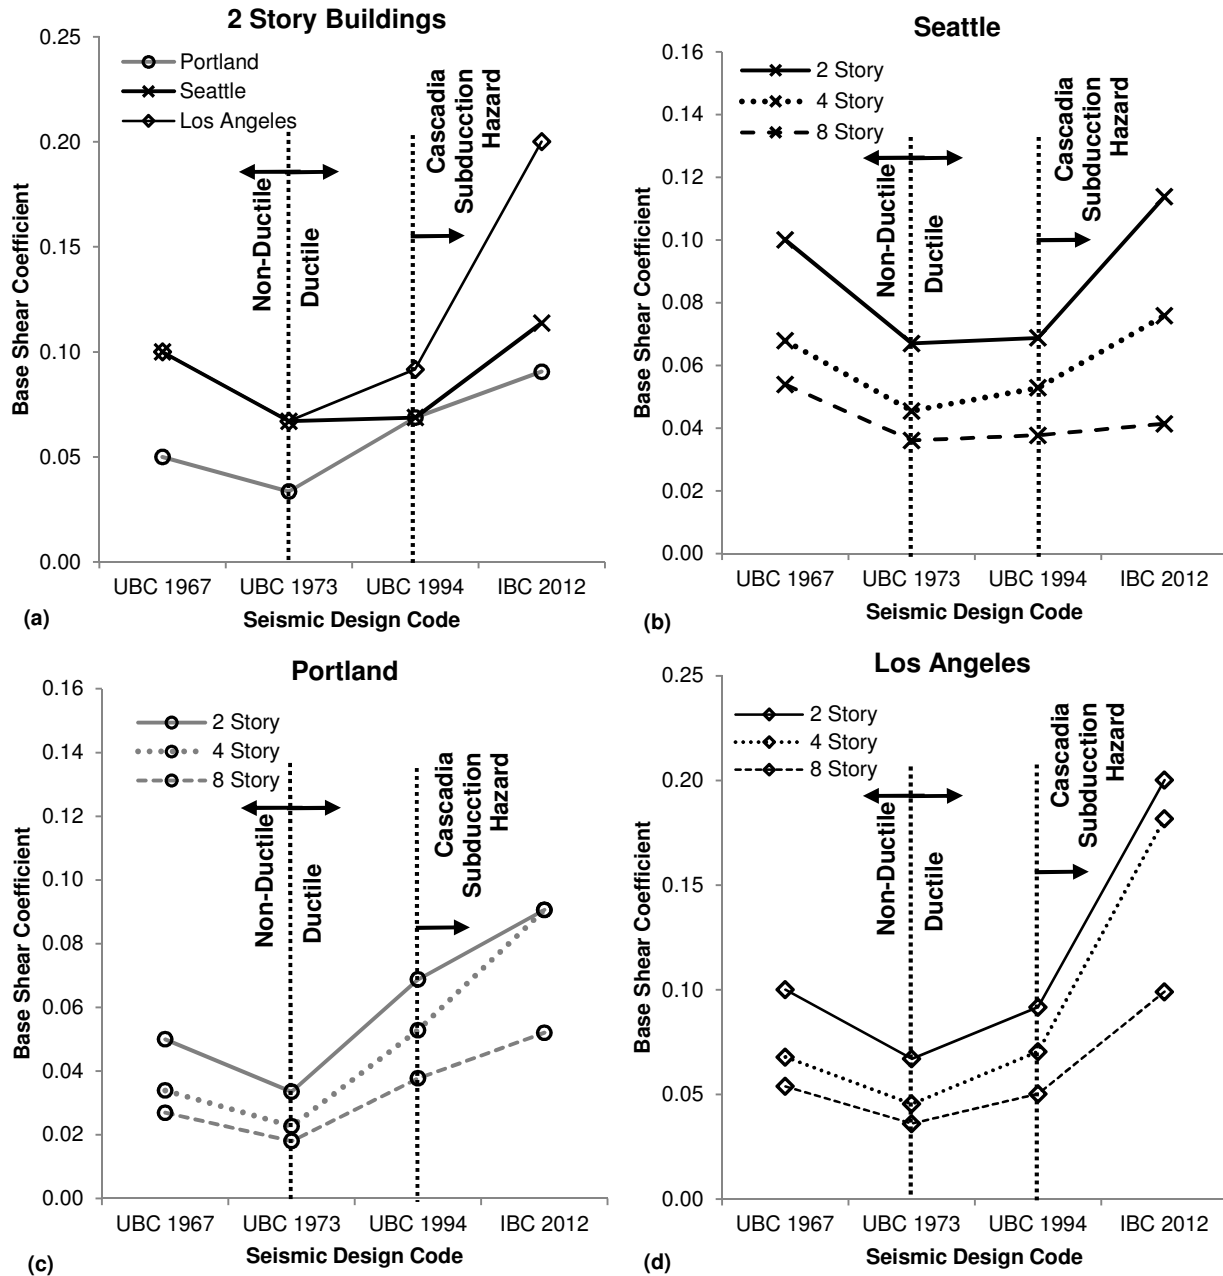 2 Story Buildings
0.25
0.20
0.15
0.10
0.05
0.00
Base Shear Coefficient
Portland
Seattle
Los Angeles
Non-Ductile
Ductile
Cascadia
Subducction
Hazard
UBC 1967 UBC 1973 UBC 1994 IBC 2012
Seismic Design Code
(a)
Seattle
0.16
0.14
0.12
0.10
0.08
0.06
0.04
0.02
0.00
Base Shear Coefficient
2 Story
4 Story
8 Story
Non-Ductile
Ductile
Cascadia
Subducction
Hazard
UBC 1967 UBC 1973 UBC 1994 IBC 2012
Seismic Design Code
(b)
Portland
0.16
0.14
0.12
0.10
0.08
0.06
0.04
0.02
0.00
Base Shear Coefficient
2 Story
4 Story
8 Story
Non-Ductile
Ductile
Cascadia
Subducction
Hazard
UBC 1967 UBC 1973 UBC 1994 IBC 2012
Seismic Design Code
(c)
Los Angeles
0.25
0.20
0.15
0.10
0.05
0.00
Base Shear Coefficient
2 Story
4 Story
8 Story
Non-Ductile
Ductile
Cascadia
Subducction
Hazard
UBC 1967 UBC 1973 UBC 1994 IBC 2012
Seismic Design Code
(d)